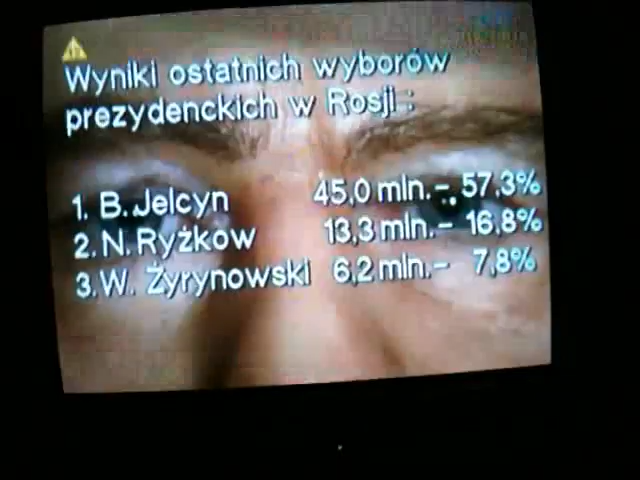 Wyniki ostatnich wyborów
prezydenckich w Rosji :
1. B. Jelcyn 45,0 mln.- 57,3%
2. N. Ryżkow 13,3 mln.- 16,8%
3. W. Żyrynowski 6,2 mln.- 7,8%